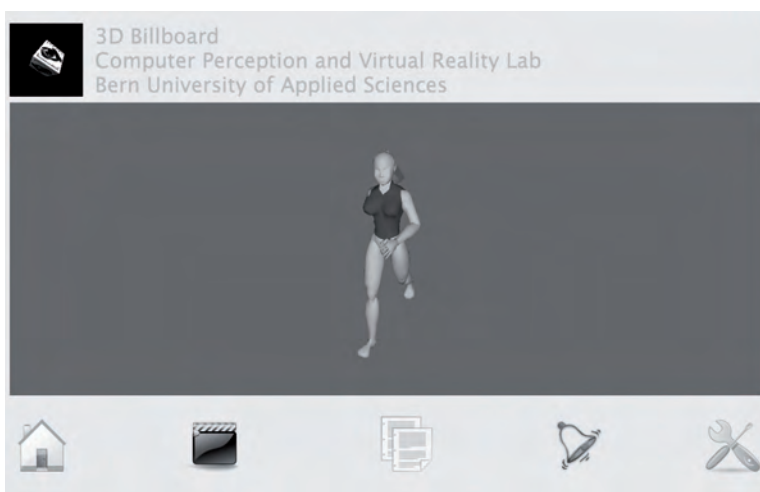 3D Billboard
Computer Perception and Virtual Reality Lab
Bern University of Applied Sciences